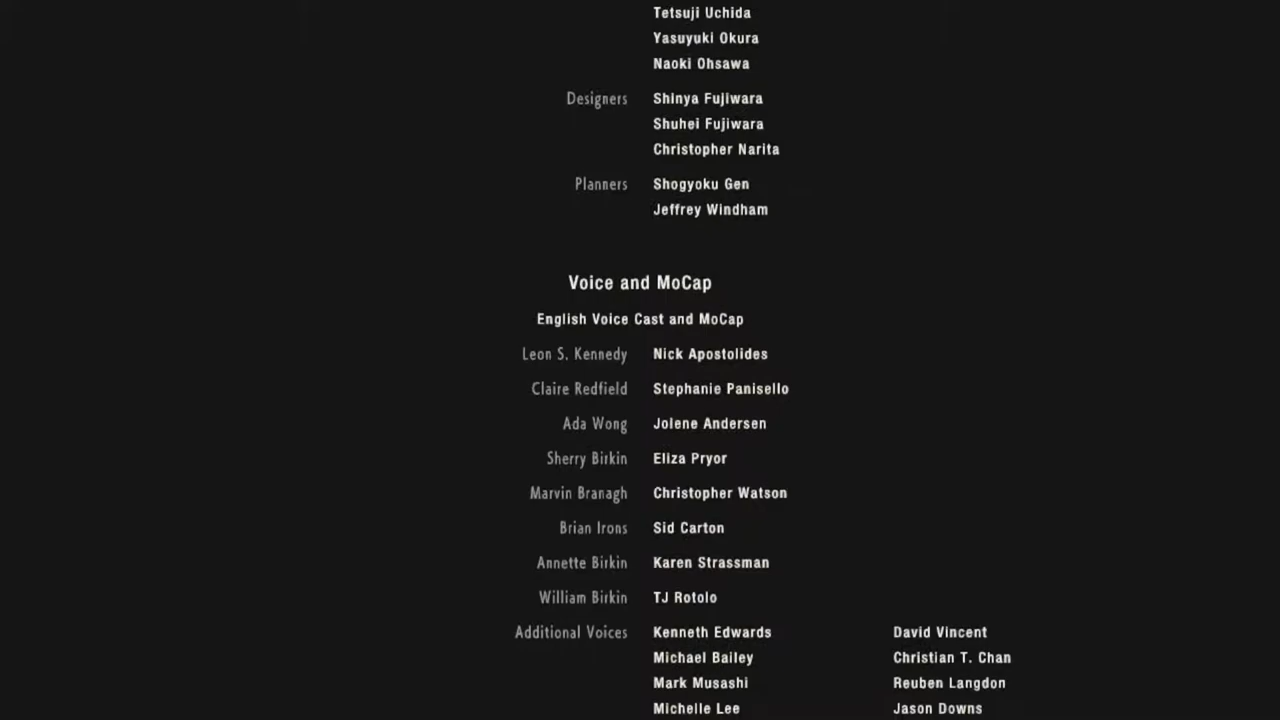 Tetsuji Uchida
Yasuyuki Okura
Naoki Ohsawa
Designers Shinya Fujiwara
Shuhei Fujiwara
Christopher Narita
Planners Shogyoku Gen
Jeffrey Windham
Voice and MoCap
English Voice Cast and MoCap
Leon S. Kennedy Nick Apostolides
Claire Redfield Stephanie Panisello
Ada Wong Jolene Andersen
Sherry Birkin Eliza Pryor
Marvin Branagh Christopher Watson
Brian Irons Sid Carton
Annette Birkin Karen Strassman
William Birkin TJ Rotolo
Additional Voices Kenneth Edwards David Vincent
Michael Bailey Christian T. Chan
Mark Musashi Reuben Langdon
Michelle Lee Jason Downs